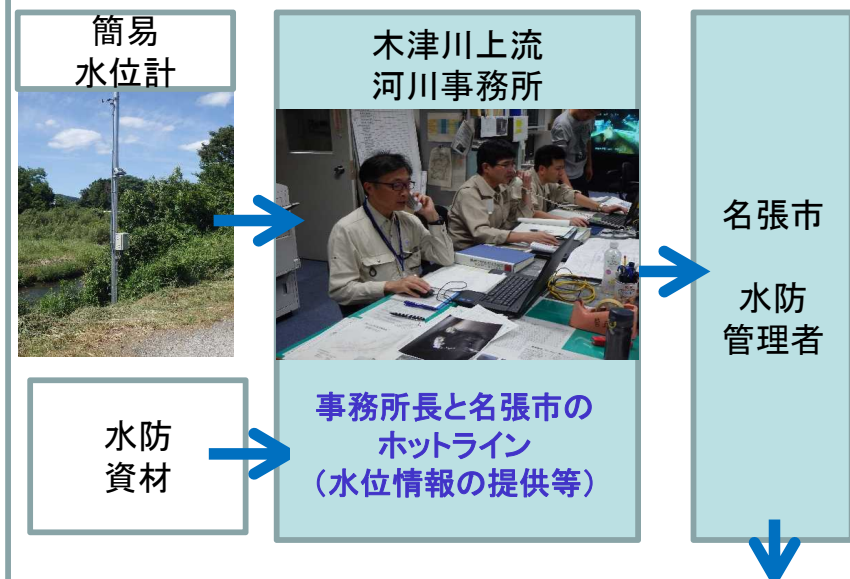 簡易
水位計
木津川上流
河川事務所
名張市
水防
管理者
水防
資材
事務所長と名張市の
ホットライン
（水位情報の提供等）